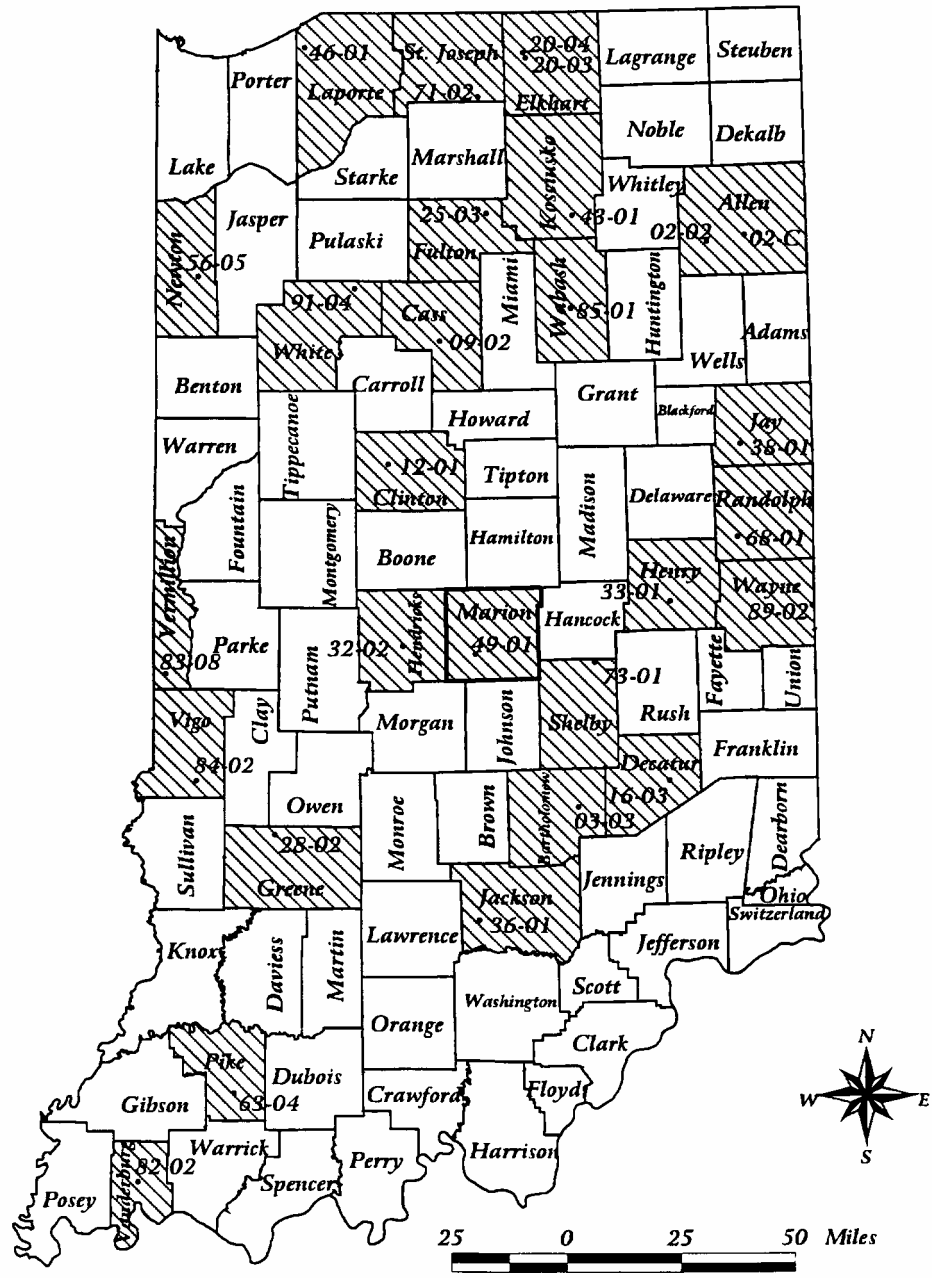 46-01
St. Joseph
20-04
20-03
Lagrange
Steuben
Porter
Laporte
71-02
Elkhart
Noble
Dekalb
Lake
Starke
Marshall
Kosciusko
Whitley
Allen
Jasper
25-03
43-01
02-02
02-C
Pulaski
Fulton
Newton
56-05
Miami
Wabash
Huntington
91-04
Cass
85-01
09-02
Adams
White
Wells
Benton
Carroll
Grant
Blackford
Howard
Jay
Warren
Tippecanoe
38-01
12-01
Tipton
Clinton
Madison
Delaware
Randolph
Fountain
Montgomery
Boone
Hamilton
68-01
Vermillion
Henry
Wayne
33-01
89-02
Hendricks
Marion
Hancock
Parke
32-02
49-01
83-08
Putnam
73-01
Fayette
Union
Vigo
Clay
Morgan
Johnson
Shelby
Rush
Franklin
84-02
Decatur
16-03
Owen
Monroe
Brown
Bartholomew
03-03
Dearborn
Sullivan
28-02
Ripley
Greene
Jennings
Jackson
Ohio
36-01
Switzerland
Lawrence
Jefferson
Knox
Daviess
Martin
Scott
Washington
Orange
Clark
Pike
Dubois
63-04
Gibson
Crawford
Floyd
Warrick
Harrison
Perry
82-02
Vanderburg
Spencer
Posey
N
W
E
S
25
0
25
50
Miles